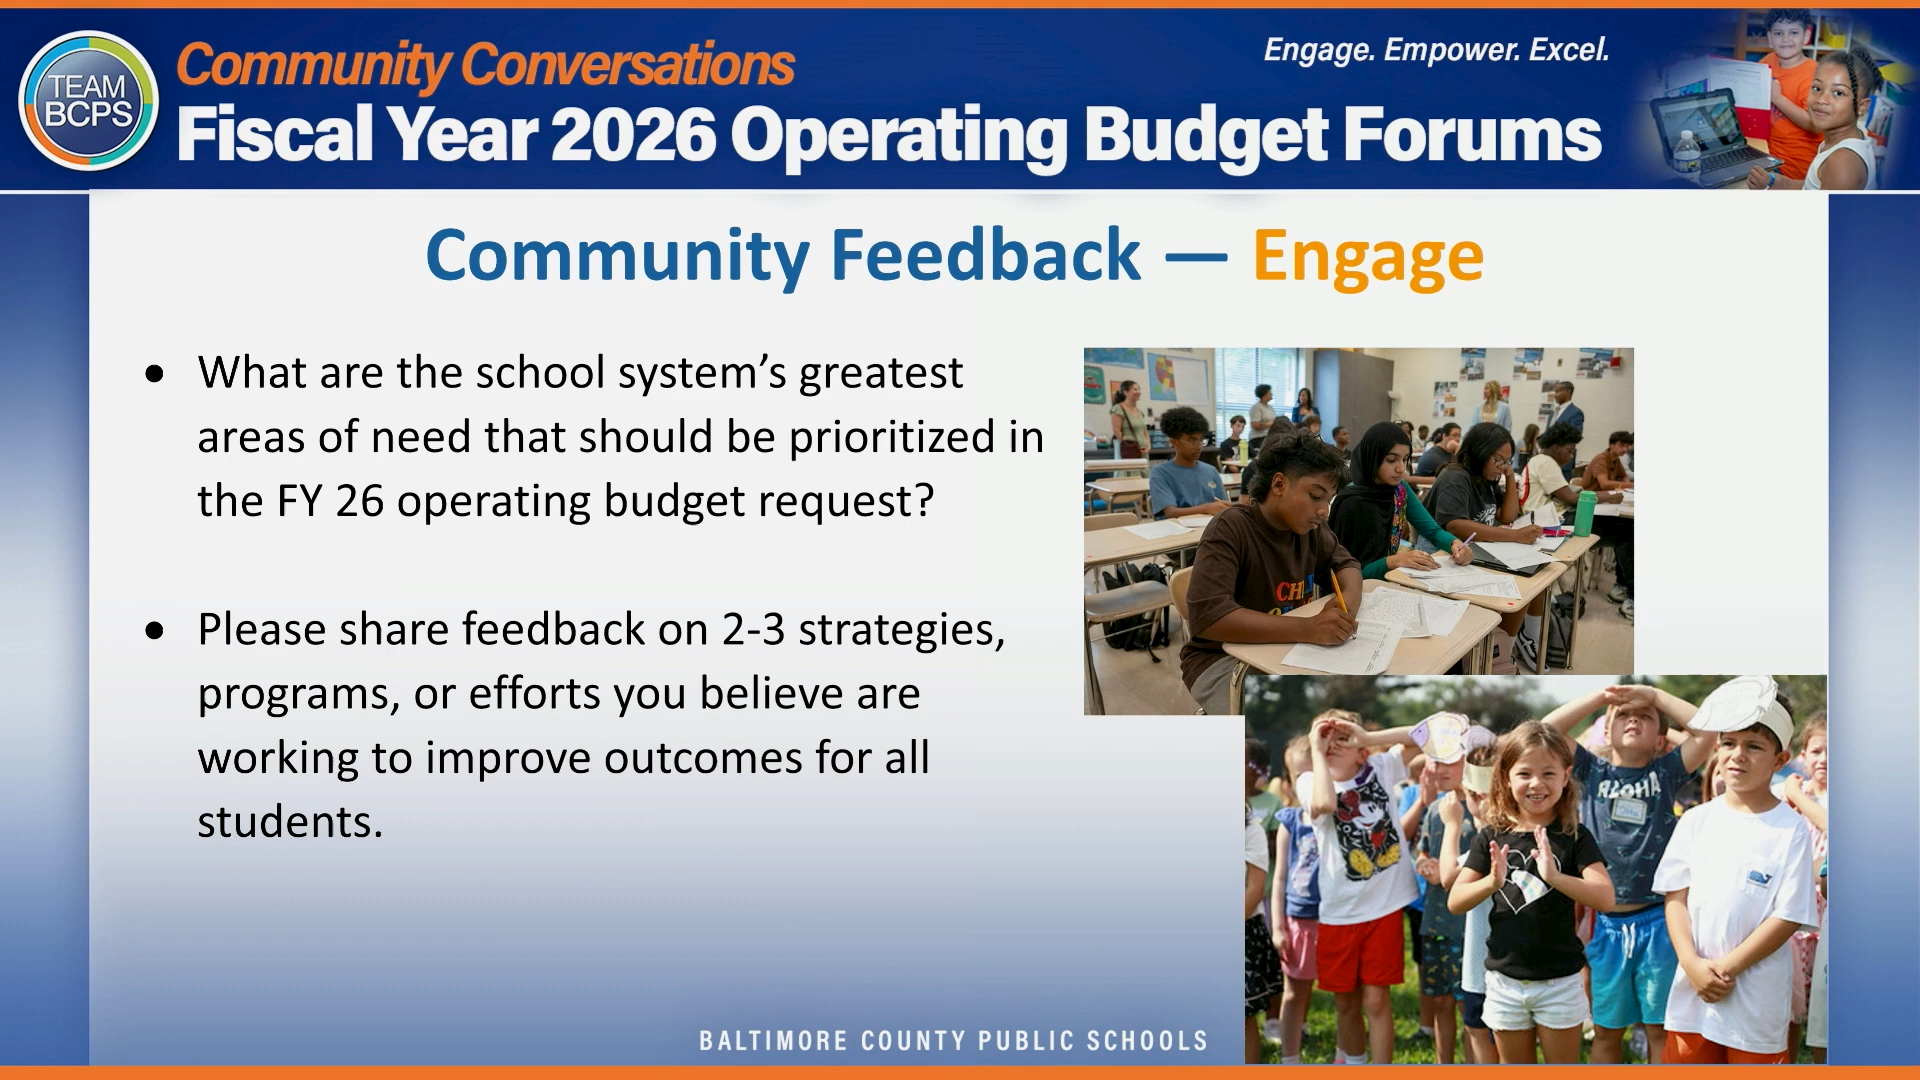 TEAM
BCPS
Community Conversations
Engage. Empower. Excel.
Fiscal Year 2026 Operating Budget Forums
Community Feedback — Engage
• What are the school system’s greatest
areas of need that should be prioritized in
the FY 26 operating budget request?
• Please share feedback on 2-3 strategies,
programs, or efforts you believe are
working to improve outcomes for all
students.
ALOHA
BALTIMORE COUNTY PUBLIC SCHOOLS